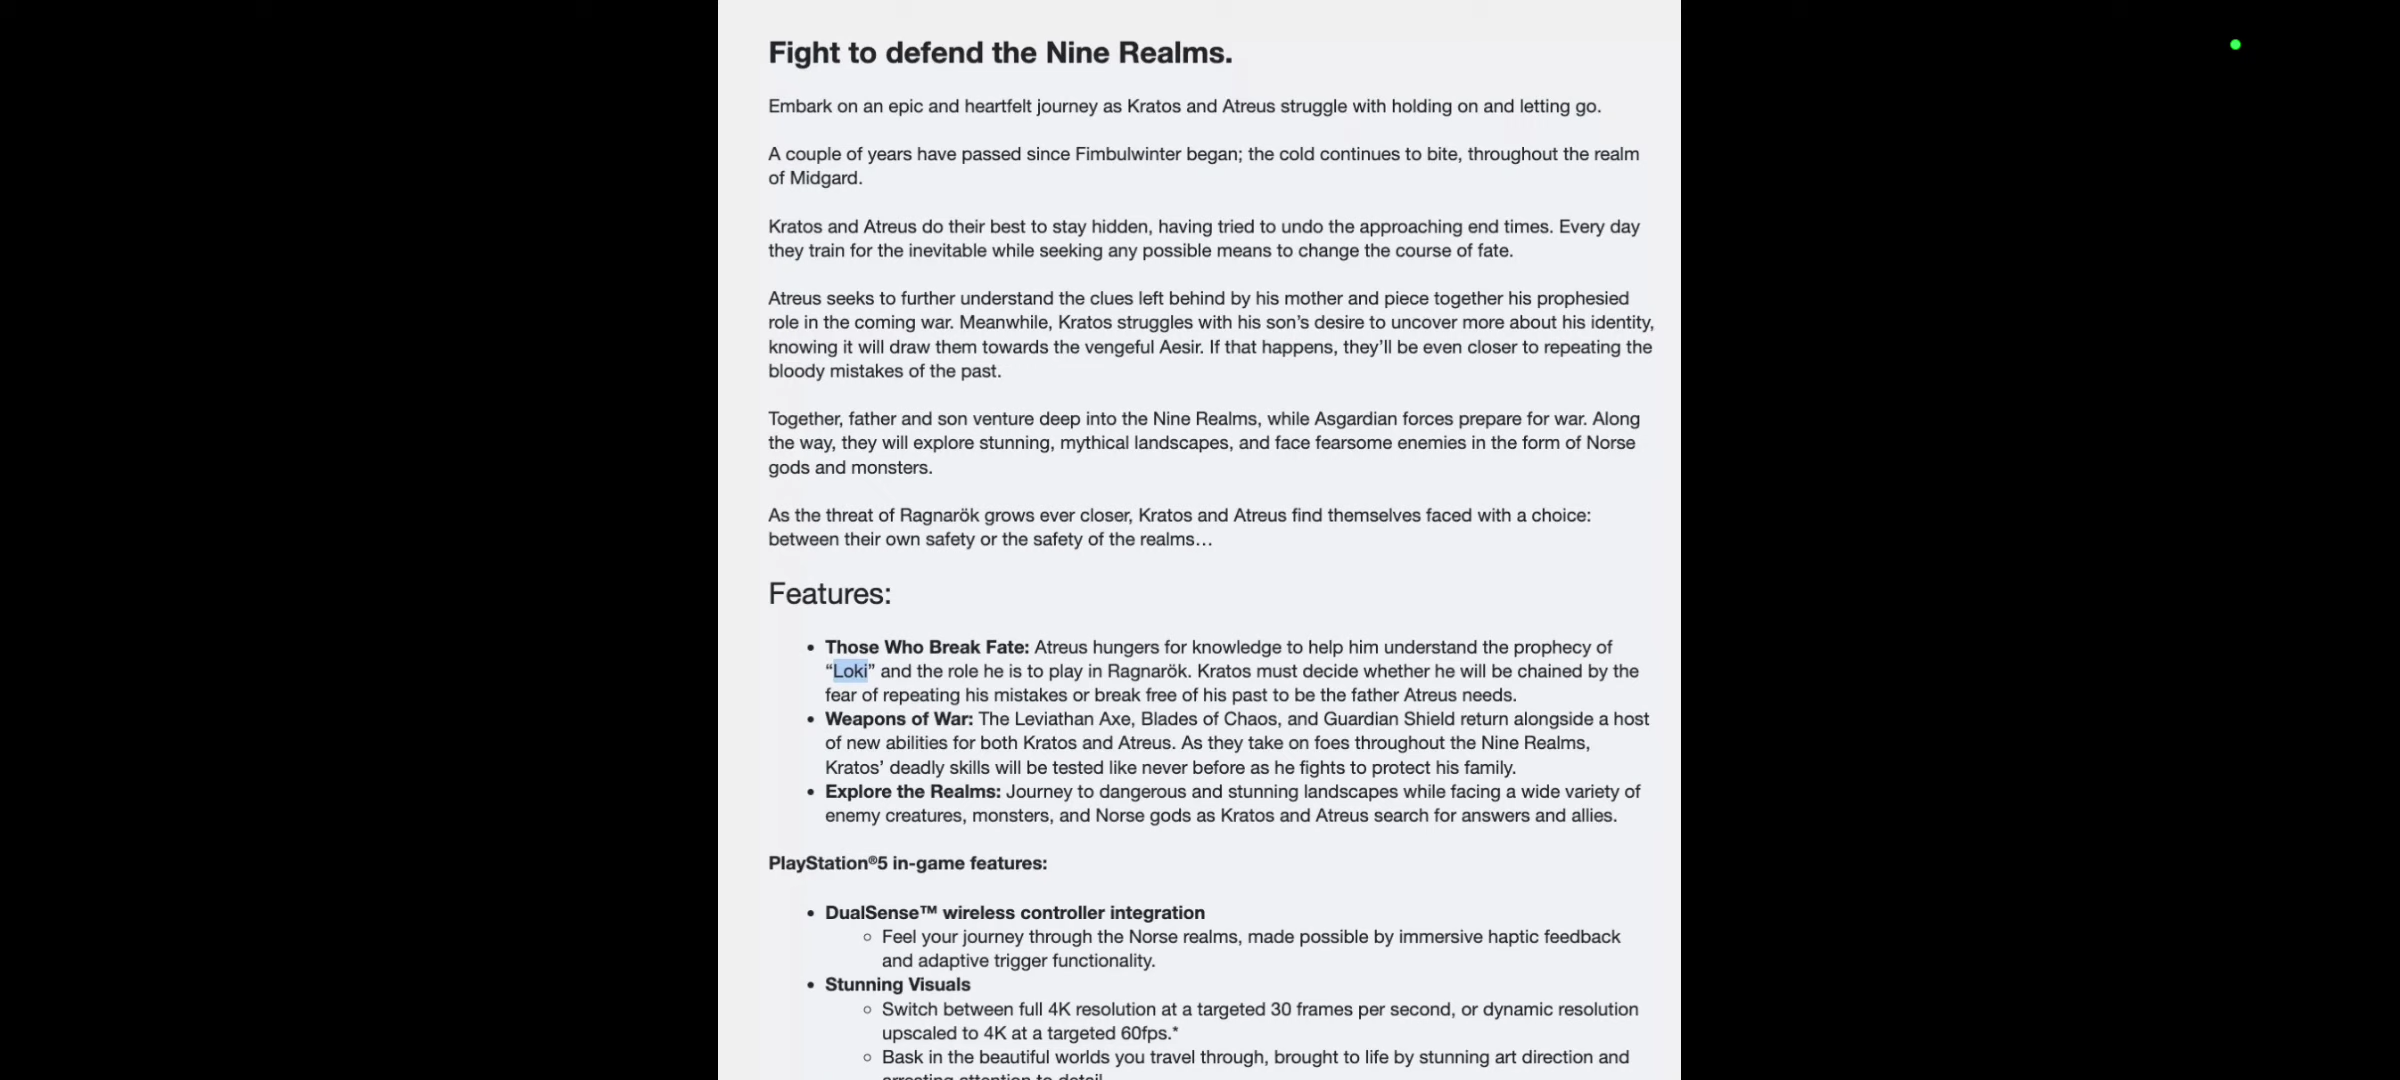 Fight to defend the Nine Realms.
Embark on an epic and heartfelt journey as Kratos and Atreus struggle with holding on and letting go.
A couple of years have passed since Fimbulwinter began; the cold continues to bite, throughout the realm
of Midgard.
Kratos and Atreus do their best to stay hidden, having tried to undo the approaching end times. Every day
they train for the inevitable while seeking any possible means to change the course of fate.
Atreus seeks to further understand the clues left behind by his mother and piece together his prophesied
role in the coming war. Meanwhile, Kratos struggles with his son’s desire to uncover more about his identity,
knowing it will draw them towards the vengeful Aesir. If that happens, they’ll be even closer to repeating the
bloody mistakes of the past.
Together, father and son venture deep into the Nine Realms, while Asgardian forces prepare for war. Along
the way, they will explore stunning, mythical landscapes, and face fearsome enemies in the form of Norse
gods and monsters.
As the threat of Ragnarök grows ever closer, Kratos and Atreus find themselves faced with a choice:
between their own safety or the safety of the realms…
Features:
• Those Who Break Fate: Atreus hungers for knowledge to help him understand the prophecy of
“Loki” and the role he is to play in Ragnarök. Kratos must decide whether he will be chained by the
fear of repeating his mistakes or break free of his past to be the father Atreus needs.
• Weapons of War: The Leviathan Axe, Blades of Chaos, and Guardian Shield return alongside a host
of new abilities for both Kratos and Atreus. As they take on foes throughout the Nine Realms,
Kratos’ deadly skills will be tested like never before as he fights to protect his family.
• Explore the Realms: Journey to dangerous and stunning landscapes while facing a wide variety of
enemy creatures, monsters, and Norse gods as Kratos and Atreus search for answers and allies.
PlayStation®5 in-game features:
• DualSense™ wireless controller integration
◦ Feel your journey through the Norse realms, made possible by immersive haptic feedback
and adaptive trigger functionality.
• Stunning Visuals
◦ Switch between full 4K resolution at a targeted 30 frames per second, or dynamic resolution
upscaled to 4K at a targeted 60fps.*
◦ Bask in the beautiful worlds you travel through, brought to life by stunning art direction and
arresting attention to detail.